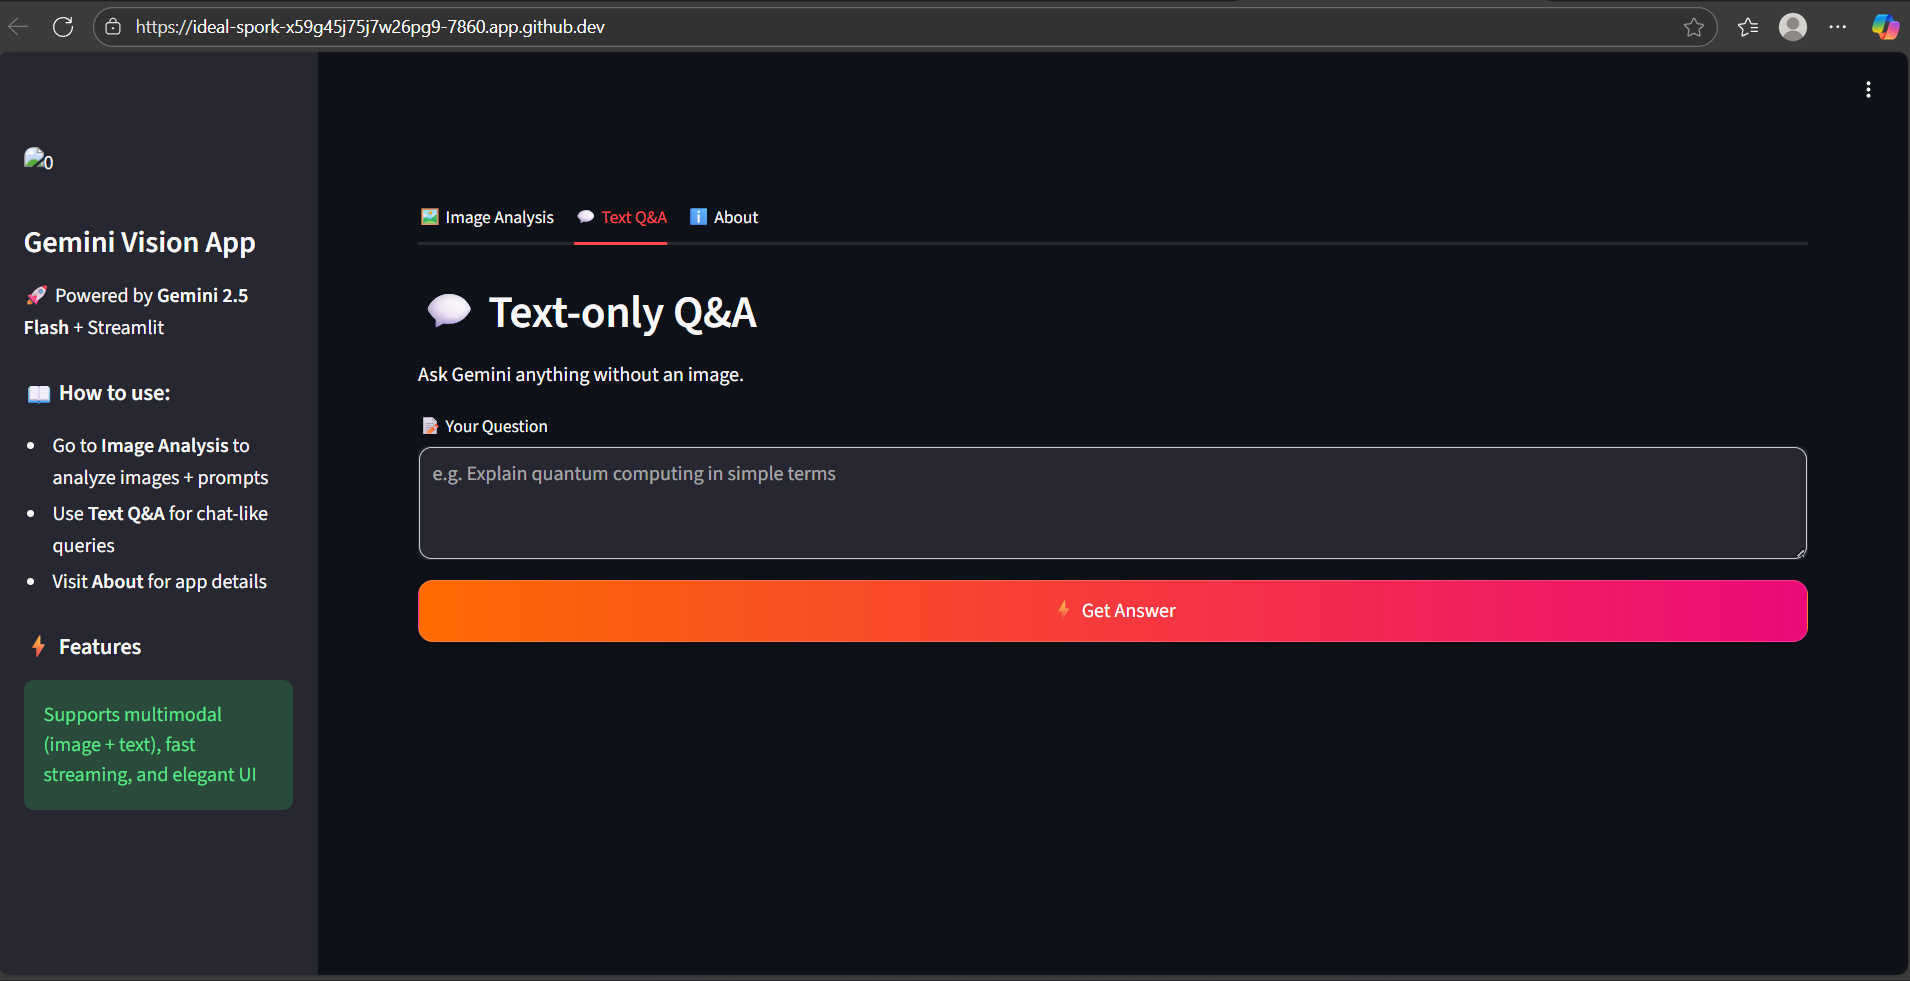 https://ideal-spork-x59g45j75j7w26pg9-7860.app.github.dev
0
Gemini Vision App
🚀 Powered by Gemini 2.5
Flash + Streamlit
📖 How to use:
• Go to Image Analysis to
analyze images + prompts
• Use Text Q&A for chat-like
queries
• Visit About for app details
⚡ Features
Supports multimodal
(image + text), fast
streaming, and elegant UI
🖼️ Image Analysis 💬 Text Q&A ℹ️ About
💬 Text-only Q&A
Ask Gemini anything without an image.
📝 Your Question
e.g. Explain quantum computing in simple terms
⚡ Get Answer